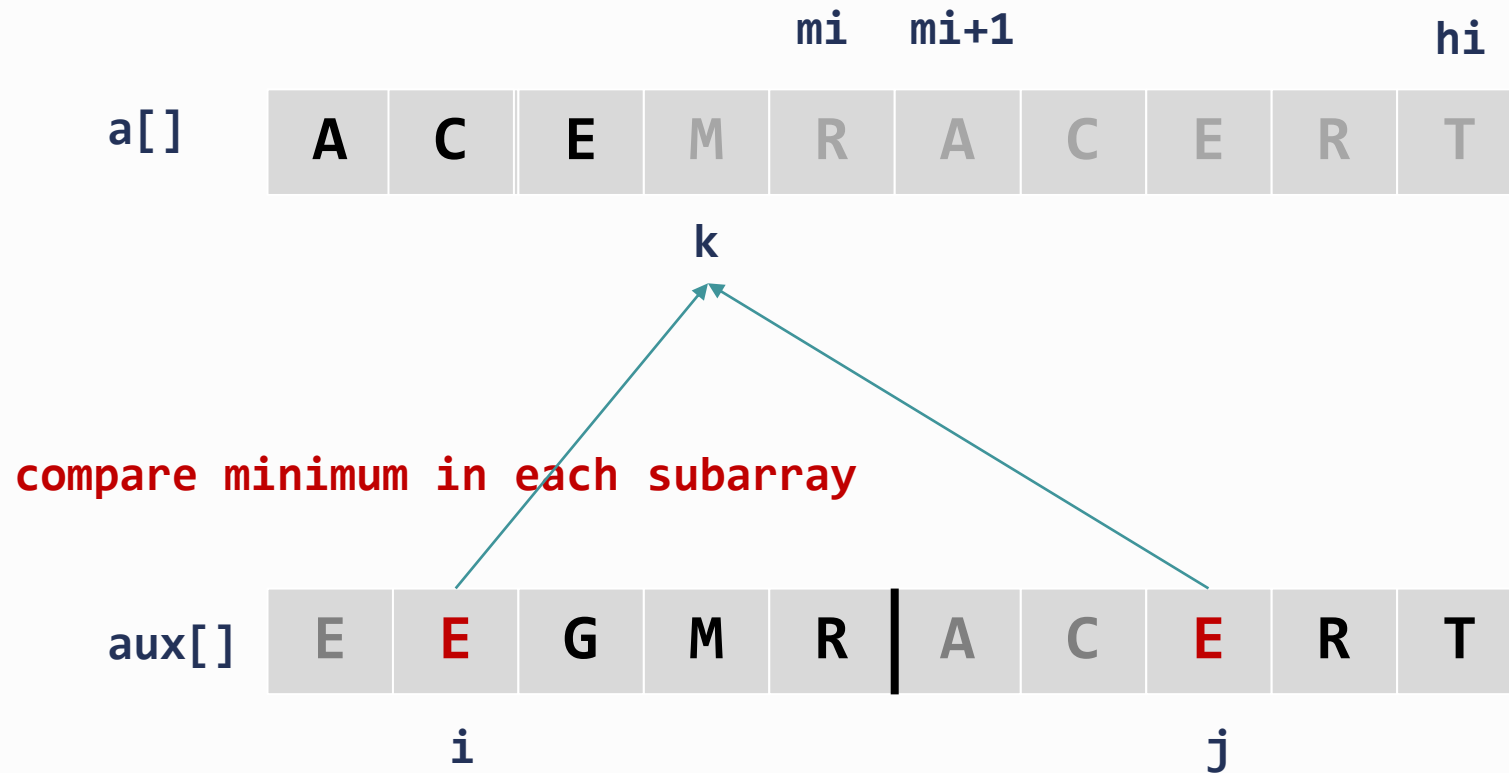 mi mi+1 hi
a[] A C E M R A C E R T
k
compare minimum in each subarray
aux[] E E G M R A C E R T
i j